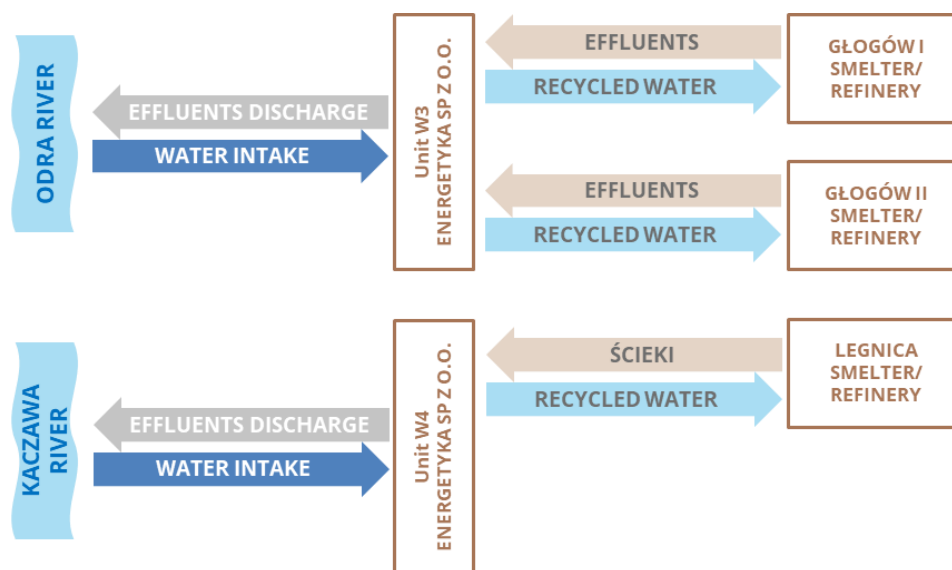 ODRA RIVER
EFFLUENTS DISCHARGE
WATER INTAKE
Unit W3
ENERGETYKA SP Z O.O.
EFFLUENTS
RECYCLED WATER
GŁOGÓW I
SMELTER/
REFINERY
EFFLUENTS
RECYCLED WATER
GŁOGÓW II
SMELTER/
REFINERY
KACZAWA
RIVER
EFFLUENTS DISCHARGE
WATER INTAKE
Unit W4
ENERGETYKA SP Z O.O.
ŚCIEKI
RECYCLED WATER
LEGNICA
SMELTER/
REFINERY